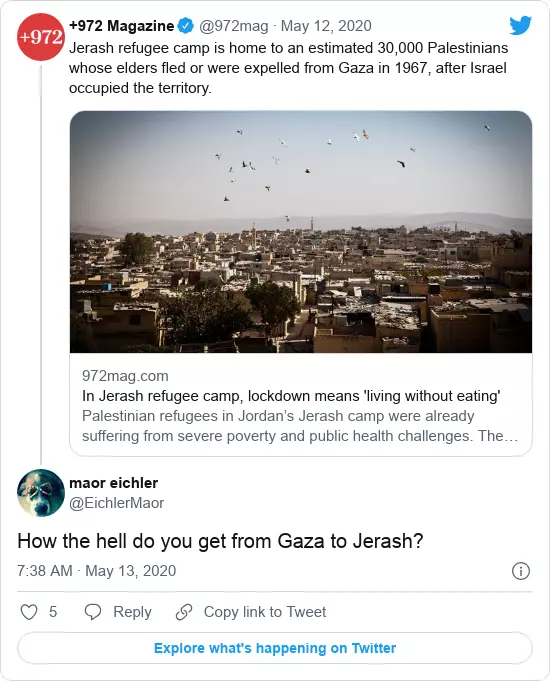 +972
+972 Magazine @972mag · May 12, 2020
Jerash refugee camp is home to an estimated 30,000 Palestinians
whose elders fled or were expelled from Gaza in 1967, after Israel
occupied the territory.
972mag.com
In Jerash refugee camp, lockdown means 'living without eating'
Palestinian refugees in Jordan’s Jerash camp were already
suffering from severe poverty and public health challenges. The…
maor eichler
@EichlerMaor
How the hell do you get from Gaza to Jerash?
7:38 AM · May 13, 2020
5 Reply Copy link to Tweet
Explore what's happening on Twitter